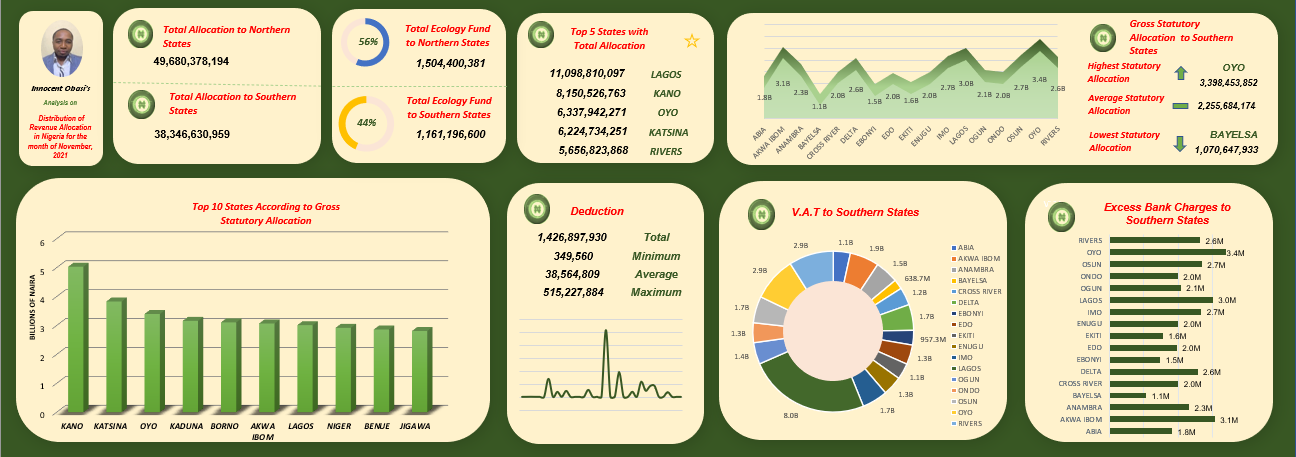 Innocent Obasi's
Analysis on
Distribution of
Revenue Allocation
in Nigeria for the
month of November,
2021
N
Total Allocation to Northern
States
49,680,378,194
N
Total Allocation to Southern
States
38,346,630,959
56%
Total Ecology Fund
to Northern States
1,504,400,381
44%
Total Ecology Fund
to Southern States
1,161,196,600
N
Top 5 States with
Total Allocation
11,098,810,097 LAGOS
8,150,526,763 KANO
6,337,942,271 OYO
6,224,734,251 KATSINA
5,656,823,868 RIVERS
1.8B
3.1B
2.3B
1.1B
2.0B
2.6B
1.5B
2.0B
1.6B
2.0B
2.7B
3.0B
2.1B
2.0B
2.7B
3.4B
2.6B
ABIA
AKWA IBOM
ANAMBRA
BAYELSA
CROSS RIVER
DELTA
EBONYI
EDO
EKITI
ENUGU
IMO
LAGOS
OGUN
ONDO
OSUN
OYO
RIVERS
N
Gross Statutory
Allocation to Southern
States
Highest Statutory
Allocation
OYO
3,398,453,852
Average Statutory
Allocation
2,255,684,174
Lowest Statutory
Allocation
BAYELSA
1,070,647,933
Top 10 States According to Gross
Statutory Allocation
BILLIONS OF NAIRA
6
5
4
3
2
1
0
KANO
KATSINA
OYO
KADUNA
BORNO
AKWA
IBOM
LAGOS
NIGER
BENUE
JIGAWA
N
Deduction
1,426,897,930 Total
349,560 Minimum
38,564,809 Average
515,227,884 Maximum
N
V.A.T to Southern States
1.1B
1.9B
1.5B
638.7M
1.2B
1.7B
957.3M
1.3B
1.1B
1.3B
1.7B
8.0B
1.4B
1.3B
1.7B
2.9B
2.9B
ABIA
AKWA IBOM
ANAMBRA
BAYELSA
CROSS RIVER
DELTA
EBONYI
EDO
EKITI
ENUGU
IMO
LAGOS
OGUN
ONDO
OSUN
OYO
RIVERS
N
Excess Bank Charges to
Southern States
RIVERS 2.6M
OYO 3.4M
OSUN 2.7M
ONDO 2.0M
OGUN 2.1M
LAGOS 3.0M
IMO 2.7M
ENUGU 2.0M
EKITI 1.6M
EDO 2.0M
EBONYI 1.5M
DELTA 2.6M
CROSS RIVER 2.0M
BAYELSA 1.1M
ANAMBRA 2.3M
AKWA IBOM 3.1M
ABIA 1.8M